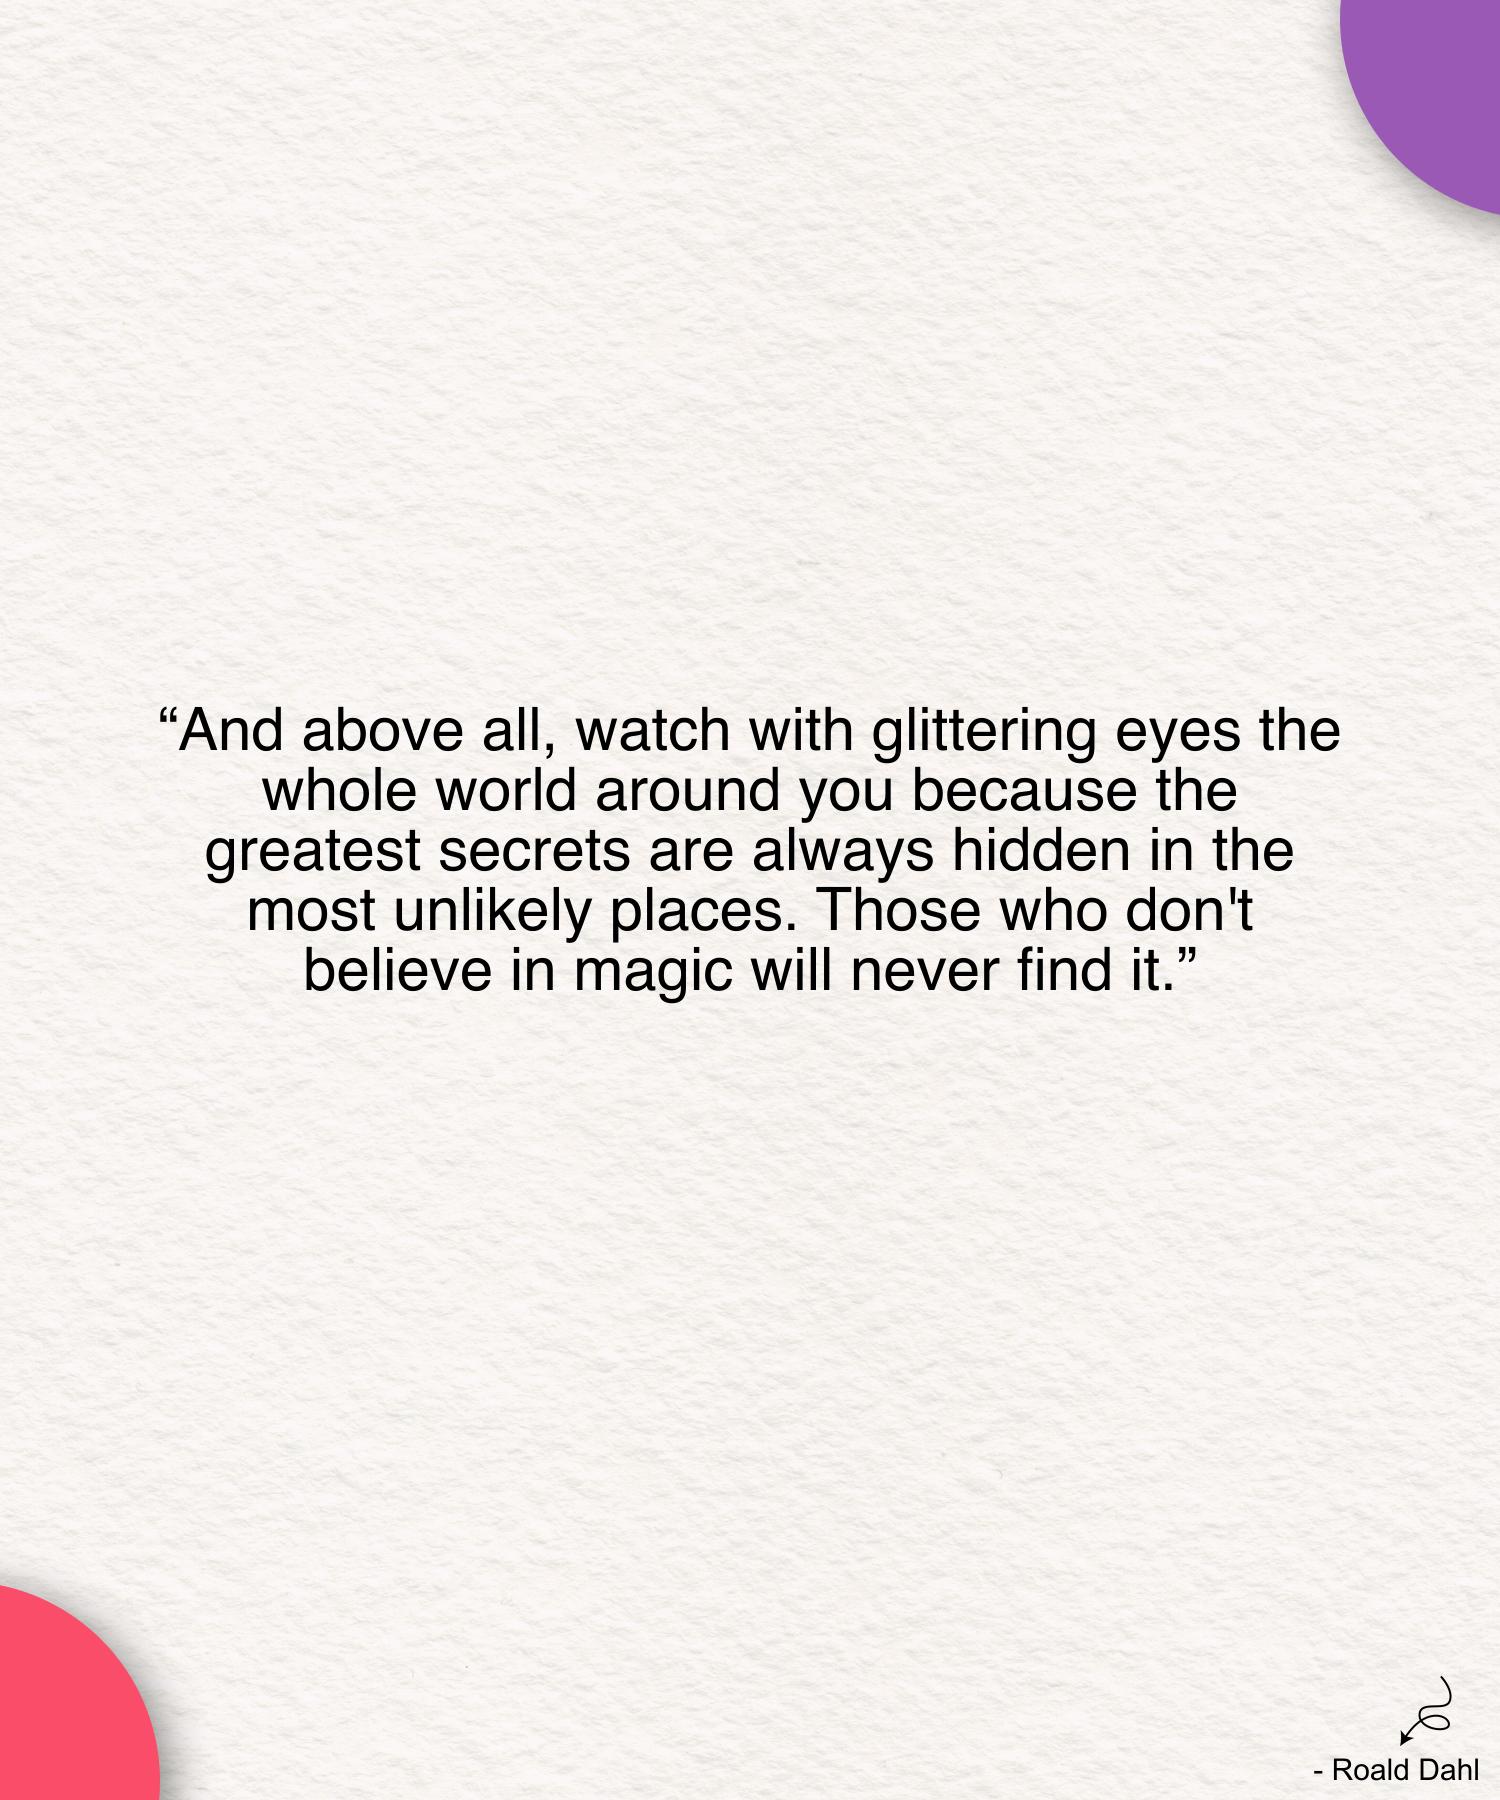 “And above all, watch with glittering eyes the
whole world around you because the
greatest secrets are always hidden in the
most unlikely places. Those who don't
believe in magic will never find it.”
- Roald Dahl